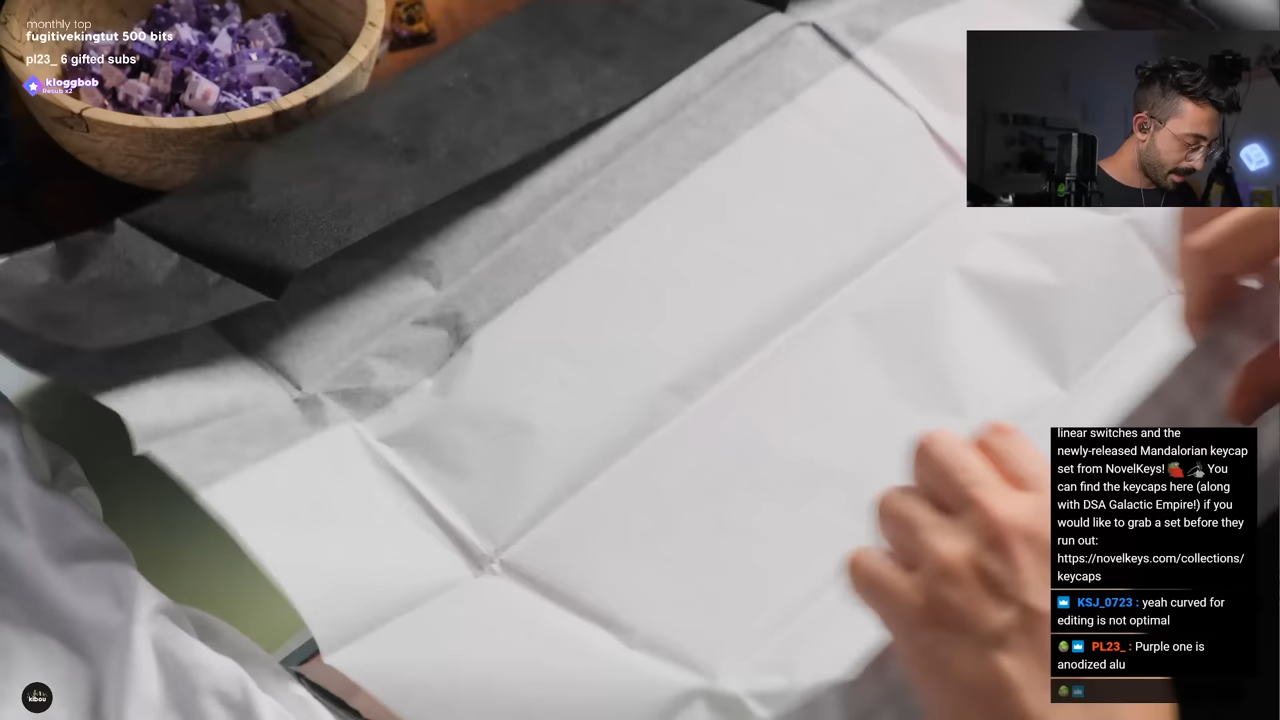 monthly top
fugitivekingtut 500 bits
pl23_ 6 gifted subs
kloggbob
Resub x2
linear switches and the
newly-released Mandalorian keycap
set from NovelKeys! You
can find the keycaps here (along
with DSA Galactic Empire!) if you
would like to grab a set before they
run out:
https://novelkeys.com/collections/
keycaps
KSJ_0723 : yeah curved for
editing is not optimal
PL23_ : Purple one is
anodized alu
kibou